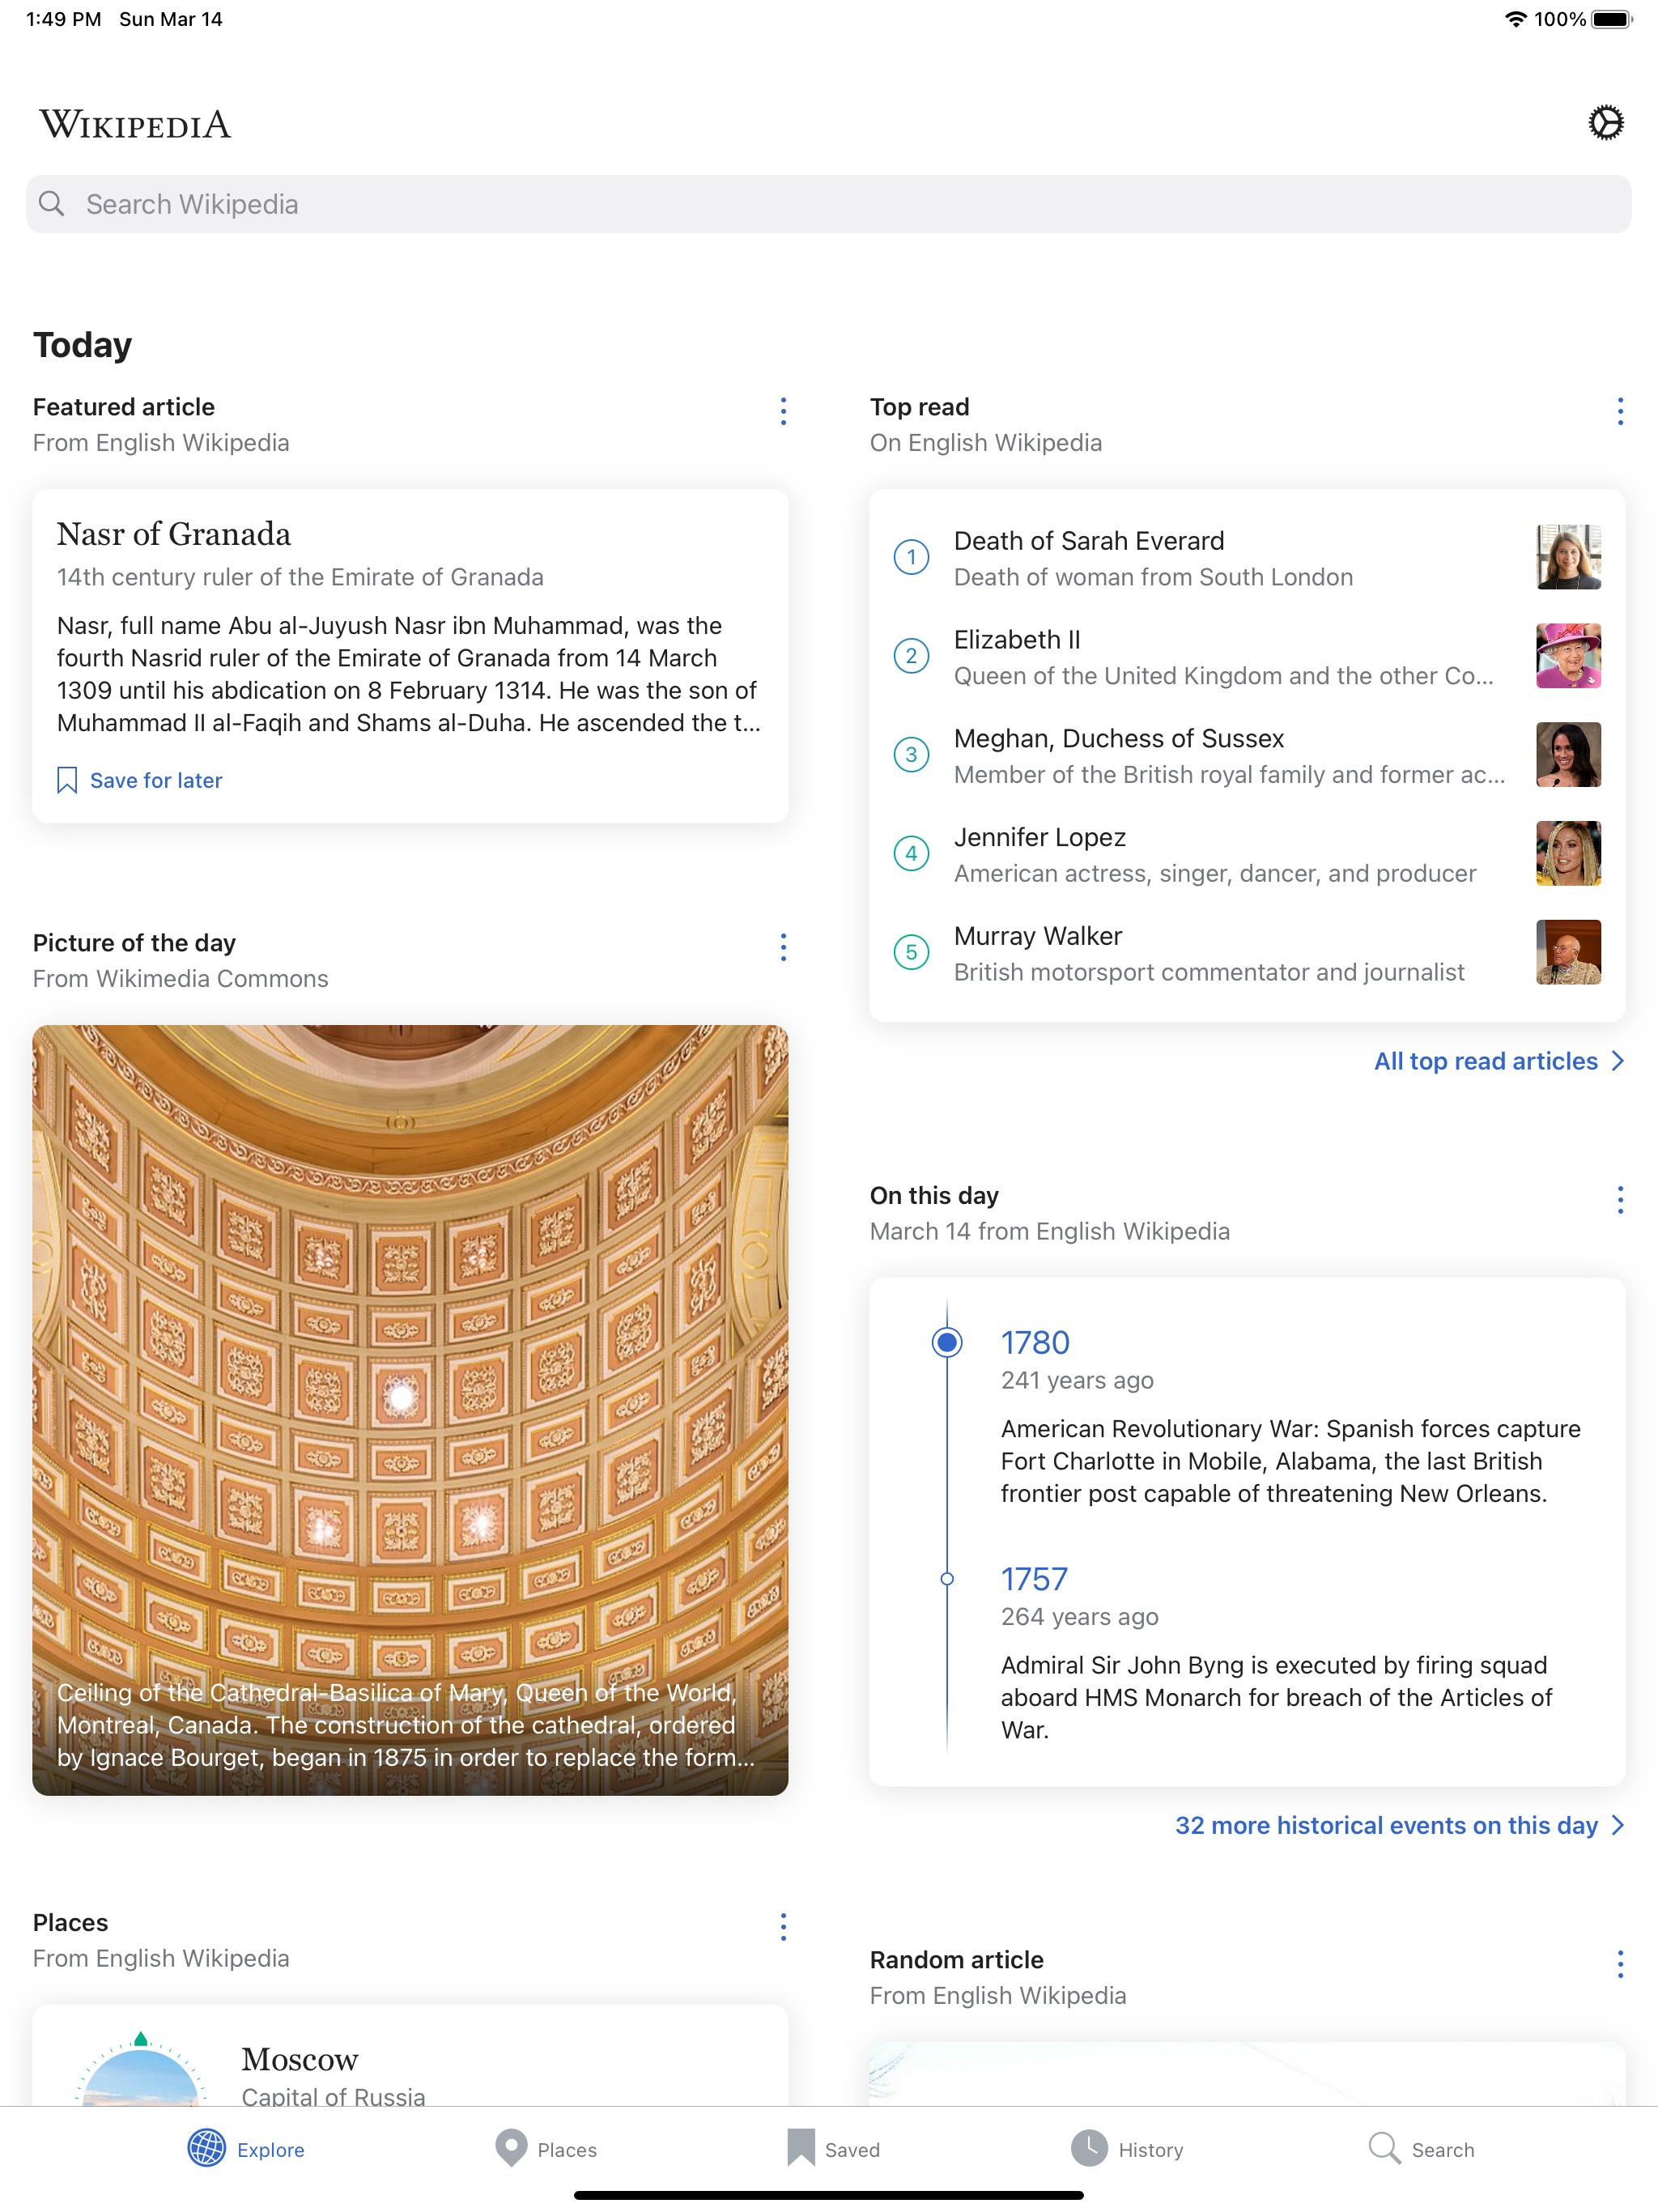 1:49 PM Sun Mar 14
100%
WIKIPEDIA
Search Wikipedia
Today
Featured article
From English Wikipedia
Nasr of Granada
14th century ruler of the Emirate of Granada
Nasr, full name Abu al-Juyush Nasr ibn Muhammad, was the
fourth Nasrid ruler of the Emirate of Granada from 14 March
1309 until his abdication on 8 February 1314. He was the son of
Muhammad II al-Faqih and Shams al-Duha. He ascended the t...
Save for later
Picture of the day
From Wikimedia Commons
Ceiling of the Cathedral-Basilica of Mary, Queen of the World,
Montreal, Canada. The construction of the cathedral, ordered
by Ignace Bourget, began in 1875 in order to replace the form...
Places
From English Wikipedia
Moscow
Capital of Russia
Top read
On English Wikipedia
1
Death of Sarah Everard
Death of woman from South London
2
Elizabeth II
Queen of the United Kingdom and the other Co...
3
Meghan, Duchess of Sussex
Member of the British royal family and former ac...
4
Jennifer Lopez
American actress, singer, dancer, and producer
5
Murray Walker
British motorsport commentator and journalist
All top read articles
On this day
March 14 from English Wikipedia
1780
241 years ago
American Revolutionary War: Spanish forces capture
Fort Charlotte in Mobile, Alabama, the last British
frontier post capable of threatening New Orleans.
1757
264 years ago
Admiral Sir John Byng is executed by firing squad
aboard HMS Monarch for breach of the Articles of
War.
32 more historical events on this day
Random article
From English Wikipedia
Explore
Places
Saved
History
Search